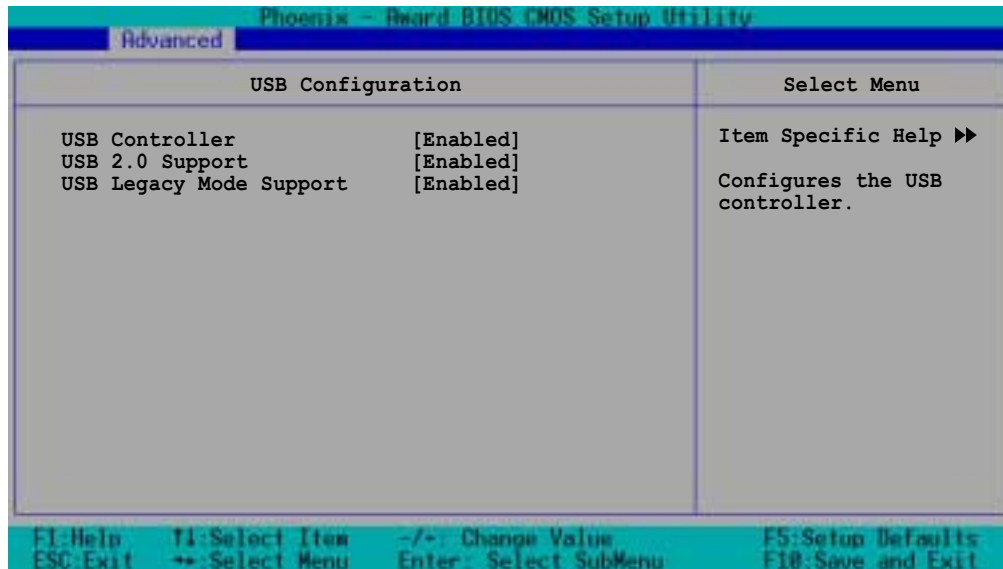 Phoenix - Award BIOS CMOS Setup Utility
Advanced
USB Configuration
Select Menu
USB Controller [Enabled]
USB 2.0 Support [Enabled]
USB Legacy Mode Support [Enabled]
Item Specific Help ▶▶
Configures the USB
controller.
F1:Help ↑↓:Select Item -/+: Change Value F5:Setup Defaults
ESC:Exit ↔:Select Menu Enter: Select SubMenu F10:Save and Exit